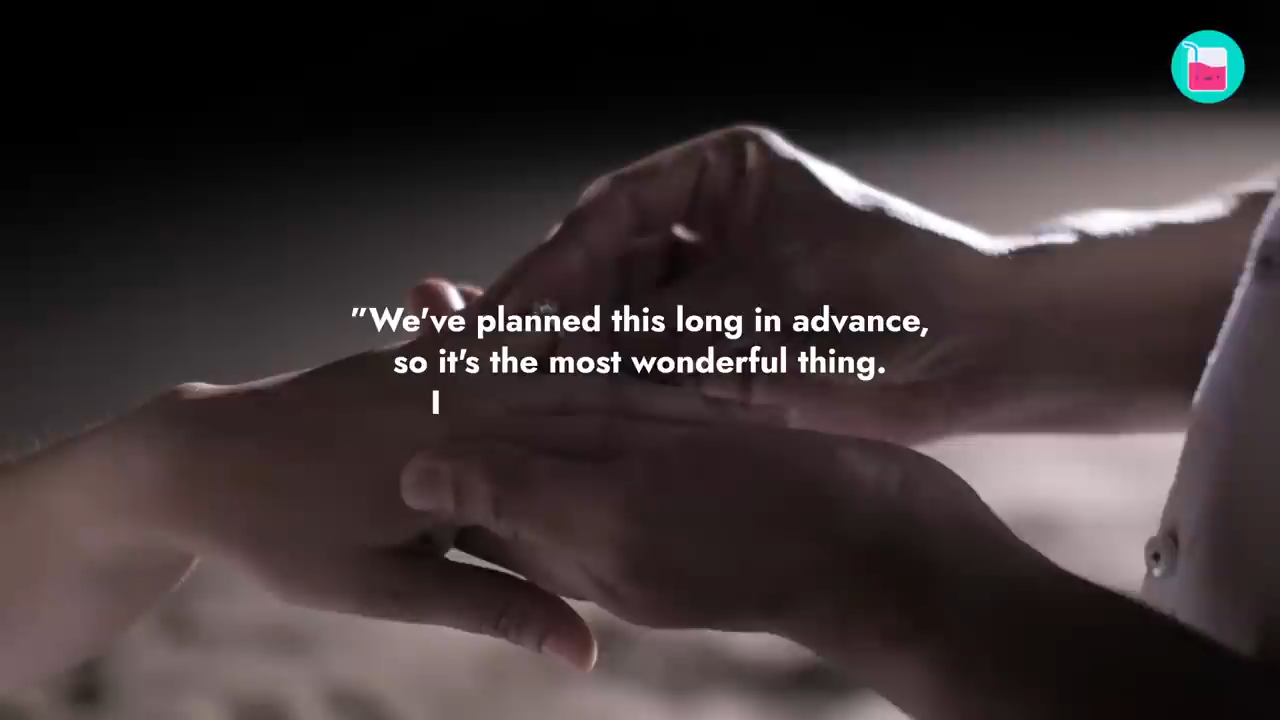 "We've planned this long in advance,
so it's the most wonderful thing.
I